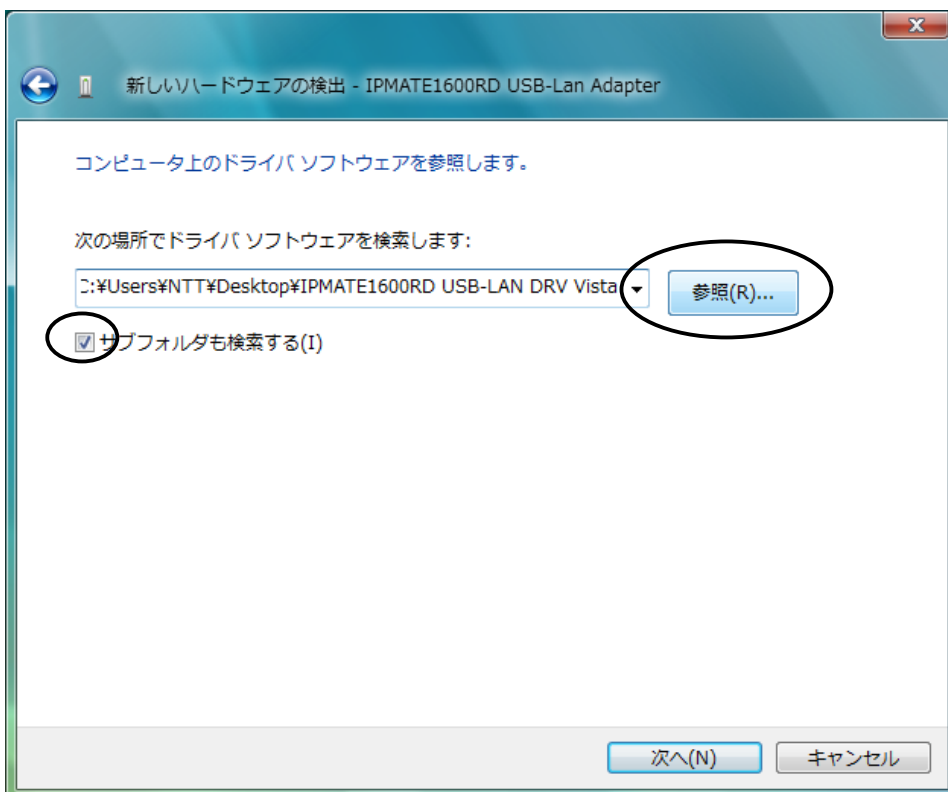 新しいハードウェアの検出 - IPMATE1600RD USB-Lan Adapter
コンピュータ上のドライバ ソフトウェアを参照します。
次の場所でドライバ ソフトウェアを検索します:
C:¥Users¥NTT¥Desktop¥IPMATE1600RD USB-LAN DRV Vista
参照(R)...
サブフォルダも検索する(I)
次へ(N)
キャンセル